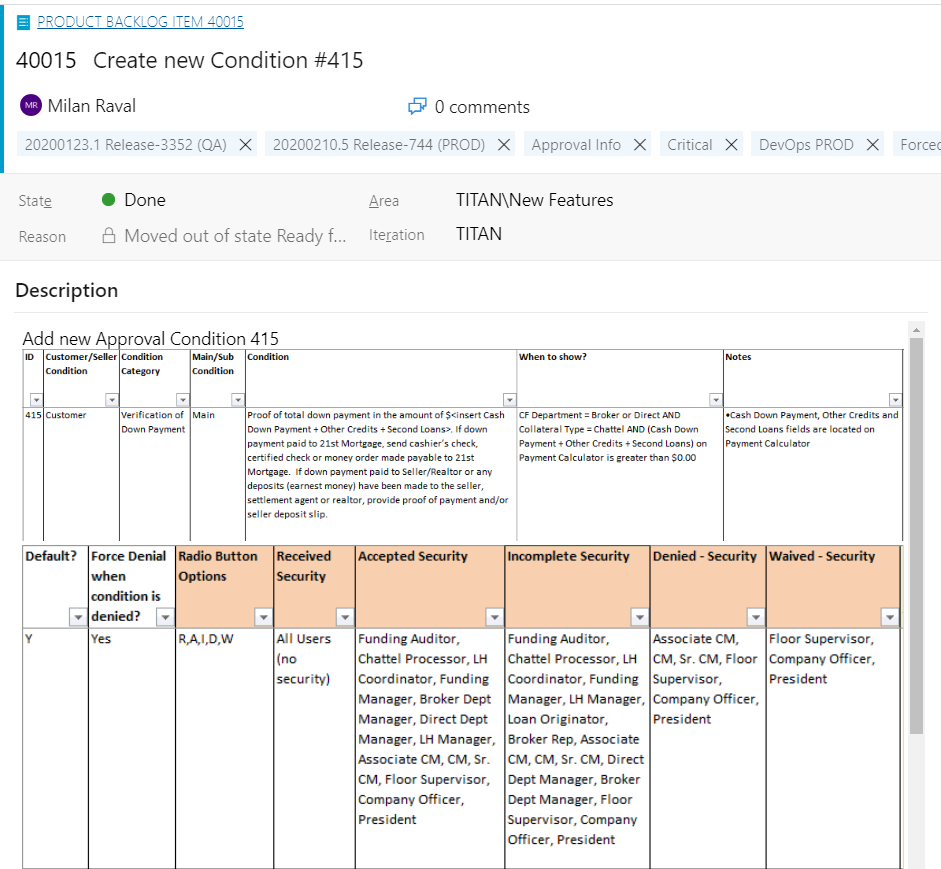 PRODUCT BACKLOG ITEM 40015
40015 Create new Condition #415
MR Milan Raval
0 comments
20200123.1 Release-3352 (QA)
20200210.5 Release-744 (PROD)
Approval Info
Critical
DevOps PROD
Forced
State
Done
Area
TITAN\New Features
Reason
Moved out of state Ready f...
Iteration
TITAN
Description
Add new Approval Condition 415
ID
Customer/Seller
Condition
Condition
Category
Main/Sub
Condition
Condition
When to show?
Notes
415
Customer
Verification of
Down Payment
Main
Proof of total down payment in the amount of $<insert Cash
Down Payment + Other Credits + Second Loans>. If down
payment paid to 21st Mortgage, send cashier's check,
certified check or money order made payable to 21st
Mortgage. If down payment paid to Seller/Realtor or any
deposits (earnest money) have been made to the seller,
settlement agent or realtor, provide proof of payment and/or
seller deposit slip.
CF Department = Broker or Direct AND
Collateral Type = Chattel AND (Cash Down
Payment + Other Credits + Second Loans) on
Payment Calculator is greater than $0.00
•Cash Down Payment, Other Credits and
Second Loans fields are located on
Payment Calculator
Default?
Force Denial
when
condition is
denied?
Radio Button
Options
Received
Security
Accepted Security
Incomplete Security
Denied - Security
Waived - Security
Y
Yes
R,A,I,D,W
All Users
(no
security)
Funding Auditor,
Chattel Processor, LH
Coordinator, Funding
Manager, Broker Dept
Manager, Direct Dept
Manager, LH Manager,
Associate CM, CM, Sr.
CM, Floor Supervisor,
Company Officer,
President
Funding Auditor,
Chattel Processor, LH
Coordinator, Funding
Manager, LH Manager,
Loan Originator,
Broker Rep, Associate
CM, CM, Sr. CM, Direct
Dept Manager, Broker
Dept Manager, Floor
Supervisor, Company
Officer, President
Associate CM,
CM, Sr. CM, Floor
Supervisor,
Company Officer,
President
Floor Supervisor,
Company Officer,
President